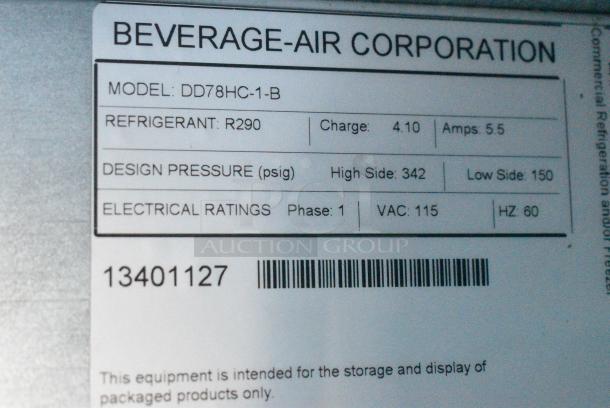 BEVERAGE-AIR CORPORATION
MODEL: DD78HC-1-B
REFRIGERANT: R290 Charge: 4.10 Amps: 5.5
DESIGN PRESSURE (psig) High Side: 342 Low Side: 150
ELECTRICAL RATINGS Phase: 1 VAC: 115 HZ: 60
AUCTION GROUP
13401127
This equipment is intended for the storage and display of
packaged products only.
Commercial Refrigeration and/or Freezer